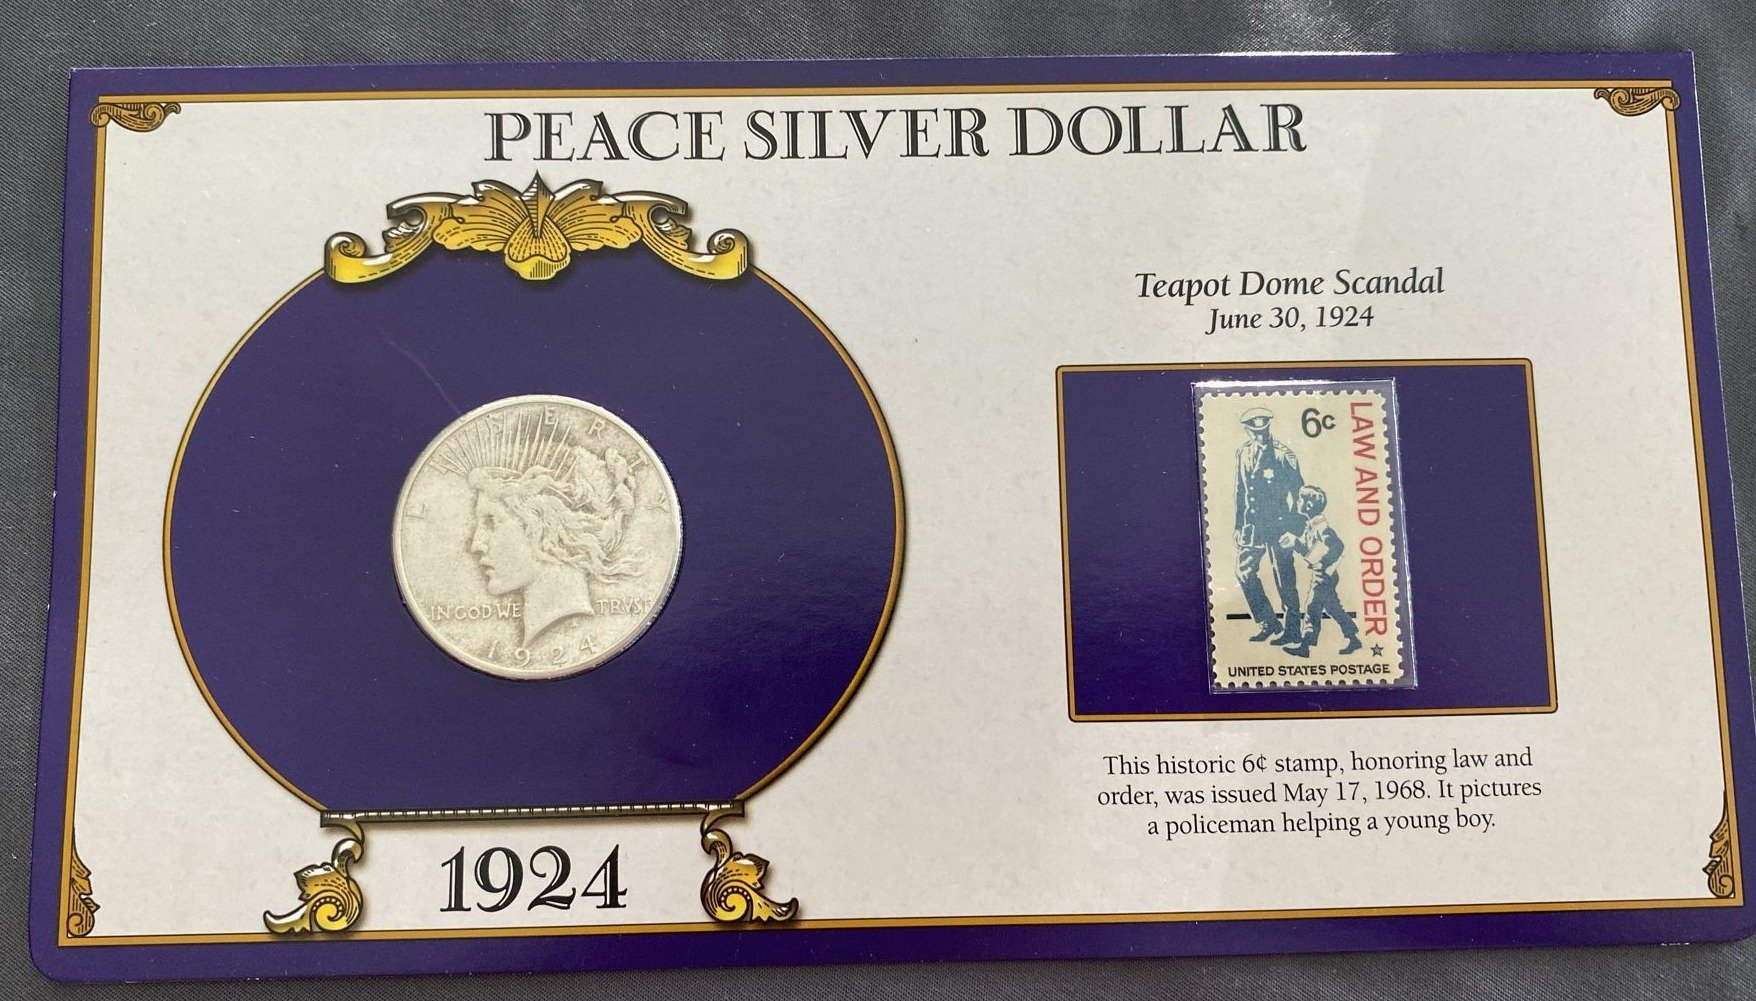 PEACE SILVER DOLLAR
LIBERTY
IN GOD WE TRVST
1924
1924
Teapot Dome Scandal
June 30, 1924
6c
LAW AND ORDER
UNITED STATES POSTAGE
This historic 6¢ stamp, honoring law and
order, was issued May 17, 1968. It pictures
a policeman helping a young boy.